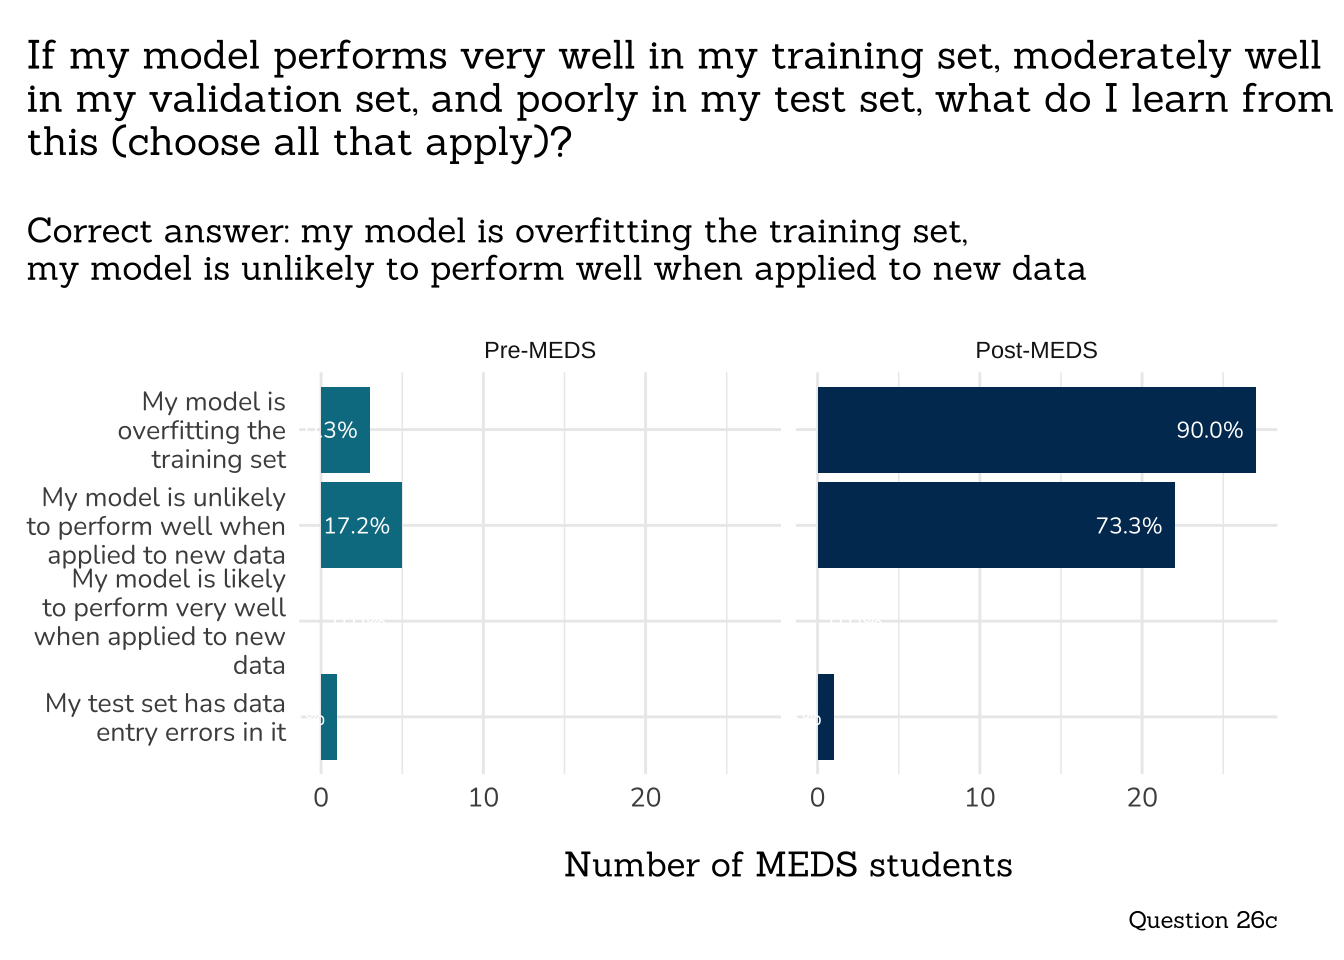 If my model performs very well in my training set, moderately well
in my validation set, and poorly in my test set, what do I learn from
this (choose all that apply)?
Correct answer: my model is overfitting the training set,
my model is unlikely to perform well when applied to new data
Pre-MEDS
Post-MEDS
My model is
overfitting the
training set
.3%
90.0%
My model is unlikely
to perform well when
applied to new data
17.2%
73.3%
My model is likely
to perform very well
when applied to new
data
0.0%
0.0%
My test set has data
entry errors in it
%
%
0
10
20
0
10
20
Number of MEDS students
Question 26c